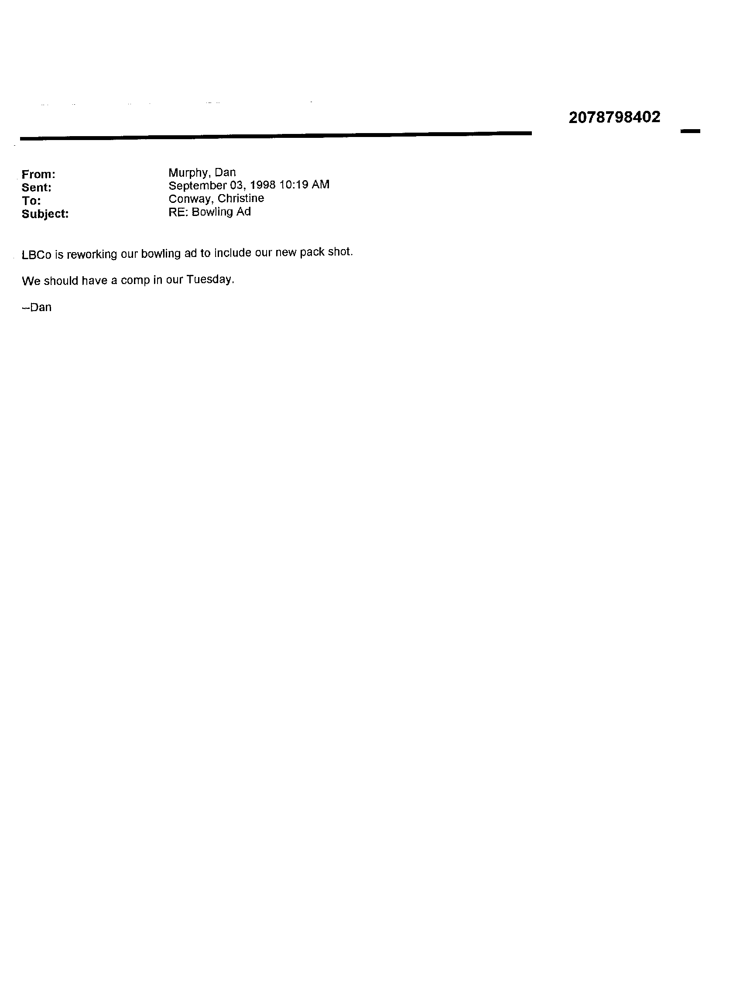 2078798402
From: Murphy, Dan
Sent: September 03, 1998 10:19 AM
To: Conway, Christine
Subject: RE: Bowling Ad
LBCo is reworking our bowling ad to include our new pack shot.
We should have a comp in our Tuesday.
--Dan